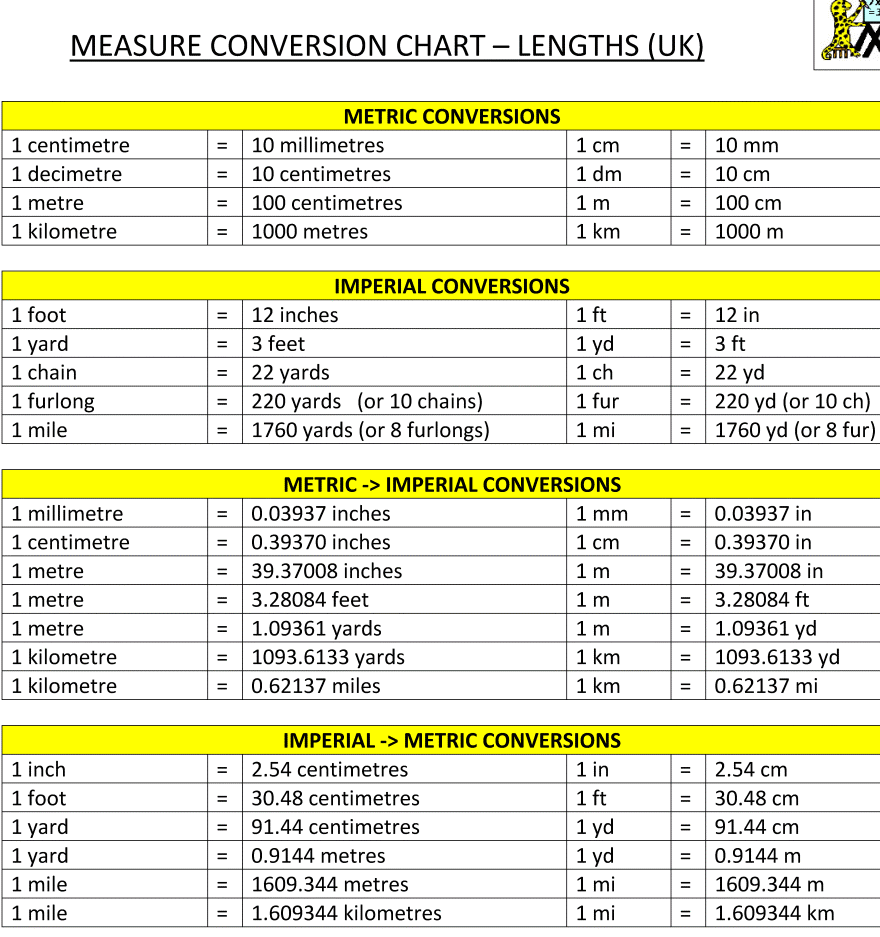 MEASURE CONVERSION CHART – LENGTHS (UK)
METRIC CONVERSIONS
1 centimetre = 10 millimetres 1 cm = 10 mm
1 decimetre = 10 centimetres 1 dm = 10 cm
1 metre = 100 centimetres 1 m = 100 cm
1 kilometre = 1000 metres 1 km = 1000 m
IMPERIAL CONVERSIONS
1 foot = 12 inches 1 ft = 12 in
1 yard = 3 feet 1 yd = 3 ft
1 chain = 22 yards 1 ch = 22 yd
1 furlong = 220 yards (or 10 chains) 1 fur = 220 yd (or 10 ch)
1 mile = 1760 yards (or 8 furlongs) 1 mi = 1760 yd (or 8 fur)
METRIC -> IMPERIAL CONVERSIONS
1 millimetre = 0.03937 inches 1 mm = 0.03937 in
1 centimetre = 0.39370 inches 1 cm = 0.39370 in
1 metre = 39.37008 inches 1 m = 39.37008 in
1 metre = 3.28084 feet 1 m = 3.28084 ft
1 metre = 1.09361 yards 1 m = 1.09361 yd
1 kilometre = 1093.6133 yards 1 km = 1093.6133 yd
1 kilometre = 0.62137 miles 1 km = 0.62137 mi
IMPERIAL -> METRIC CONVERSIONS
1 inch = 2.54 centimetres 1 in = 2.54 cm
1 foot = 30.48 centimetres 1 ft = 30.48 cm
1 yard = 91.44 centimetres 1 yd = 91.44 cm
1 yard = 0.9144 metres 1 yd = 0.9144 m
1 mile = 1609.344 metres 1 mi = 1609.344 m
1 mile = 1.609344 kilometres 1 mi = 1.609344 km